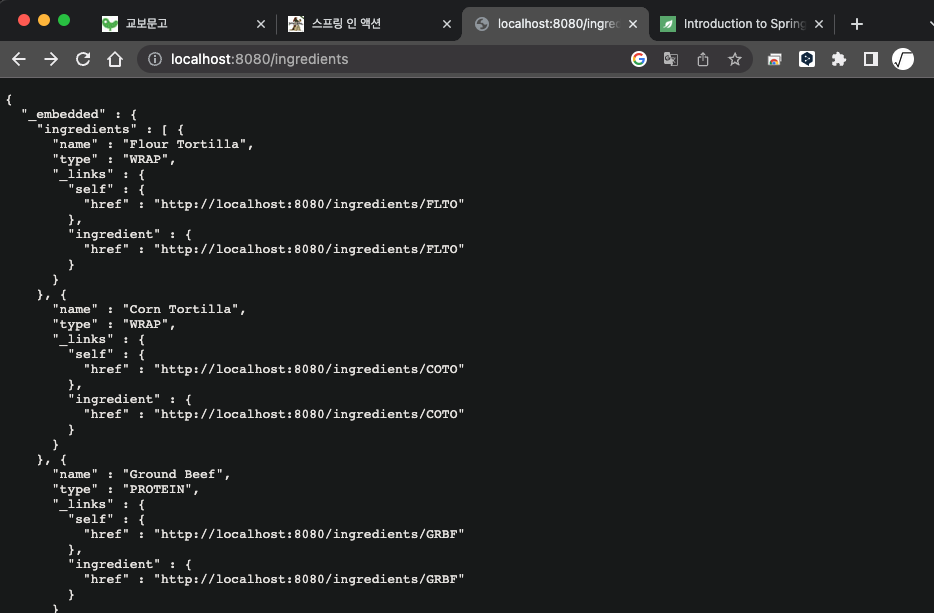 교보문고
스프링 인 액션
localhost:8080/ingre
Introduction to Spring
localhost:8080/ingredients
{
  "_embedded" : {
    "ingredients" : [ {
      "name" : "Flour Tortilla",
      "type" : "WRAP",
      "_links" : {
        "self" : {
          "href" : "http://localhost:8080/ingredients/FLTO"
        },
        "ingredient" : {
          "href" : "http://localhost:8080/ingredients/FLTO"
        }
      }
    }, {
      "name" : "Corn Tortilla",
      "type" : "WRAP",
      "_links" : {
        "self" : {
          "href" : "http://localhost:8080/ingredients/COTO"
        },
        "ingredient" : {
          "href" : "http://localhost:8080/ingredients/COTO"
        }
      }
    }, {
      "name" : "Ground Beef",
      "type" : "PROTEIN",
      "_links" : {
        "self" : {
          "href" : "http://localhost:8080/ingredients/GRBF"
        },
        "ingredient" : {
          "href" : "http://localhost:8080/ingredients/GRBF"
        }
      }